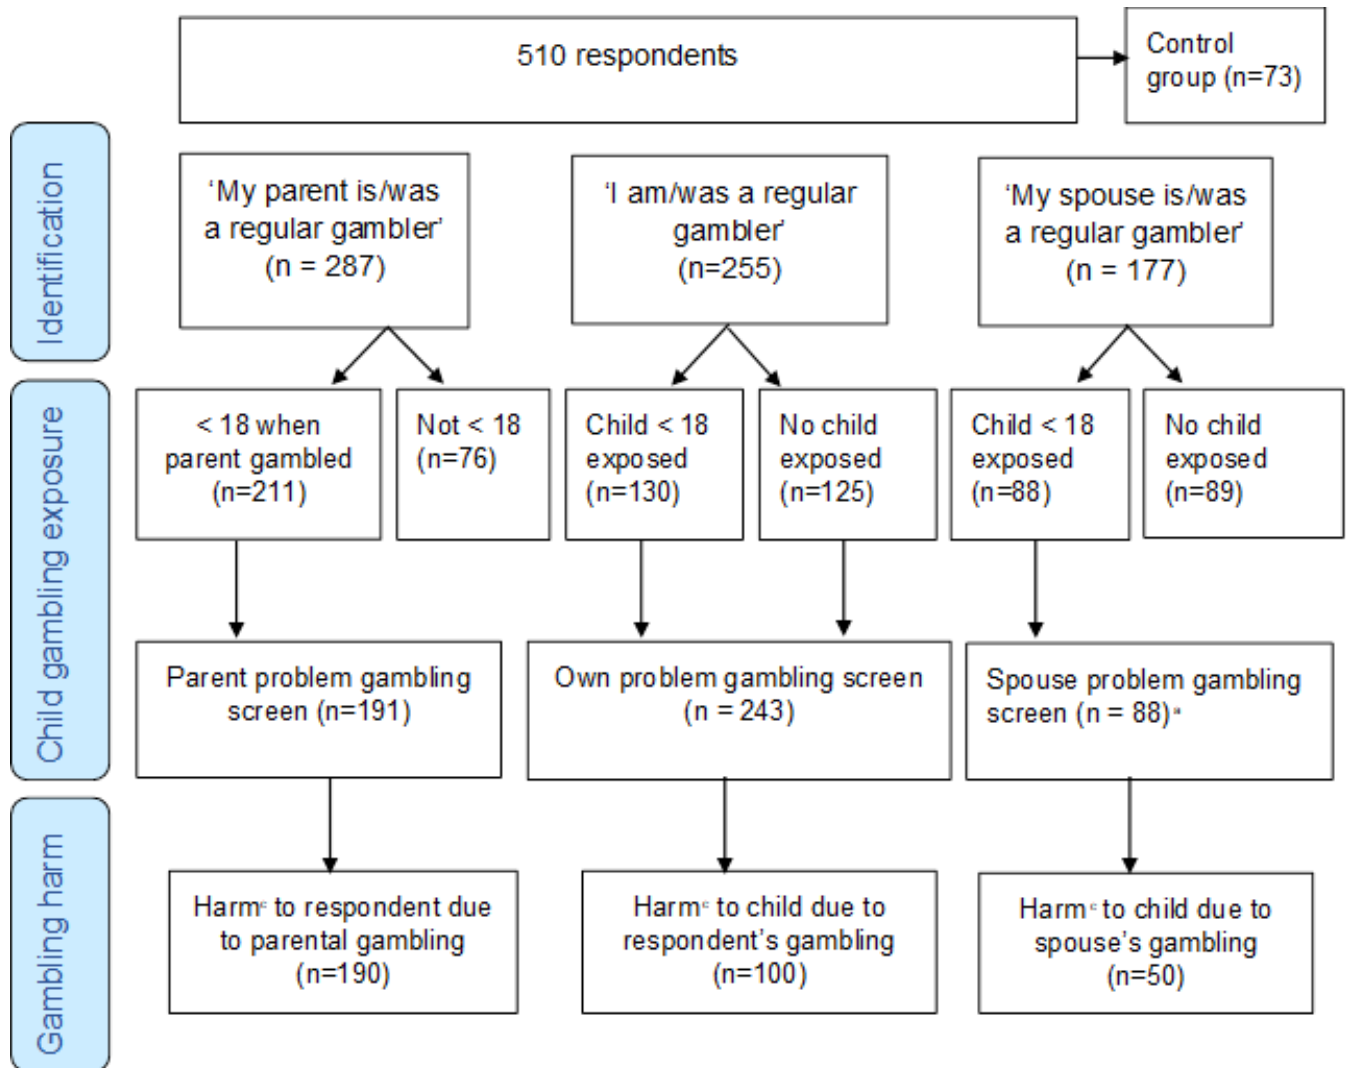 510 respondents
Control
group (n=73)
Identification
‘My parent is/was
a regular gambler’
(n = 287)
‘I am/was a regular
gambler’
(n=255)
‘My spouse is/was
a regular gambler’
(n = 177)
Child gambling exposure
< 18 when
parent gambled
(n=211)
Not < 18
(n=76)
Child < 18
exposed
(n=130)
No child
exposed
(n=125)
Child < 18
exposed
(n=88)
No child
exposed
(n=89)
Parent problem gambling
screen (n=191)
Own problem gambling screen
(n = 243)
Spouse problem gambling
screen (n = 88)ᵃ
Gambling harm
Harmᶜ to respondent due
to parental gambling
(n=190)
Harmᶜ to child due to
respondent’s gambling
(n=100)
Harmᶜ to child due to
spouse’s gambling
(n=50)